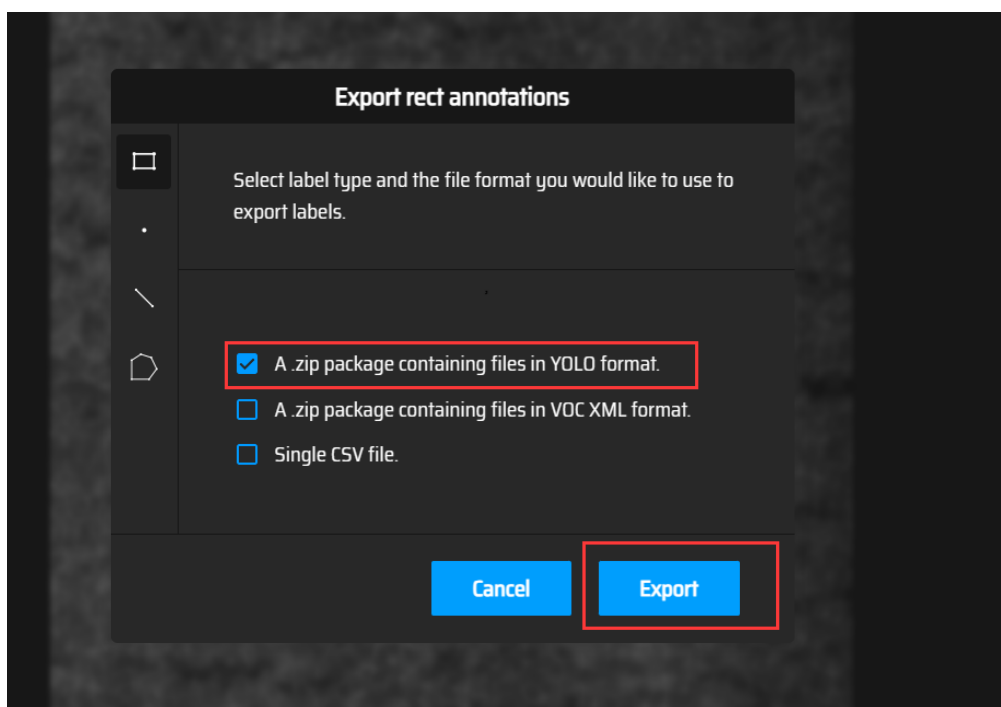 Export rect annotations
Select label type and the file format you would like to use to
export labels.
A .zip package containing files in YOLO format.
A .zip package containing files in VOC XML format.
Single CSV file.
Cancel
Export